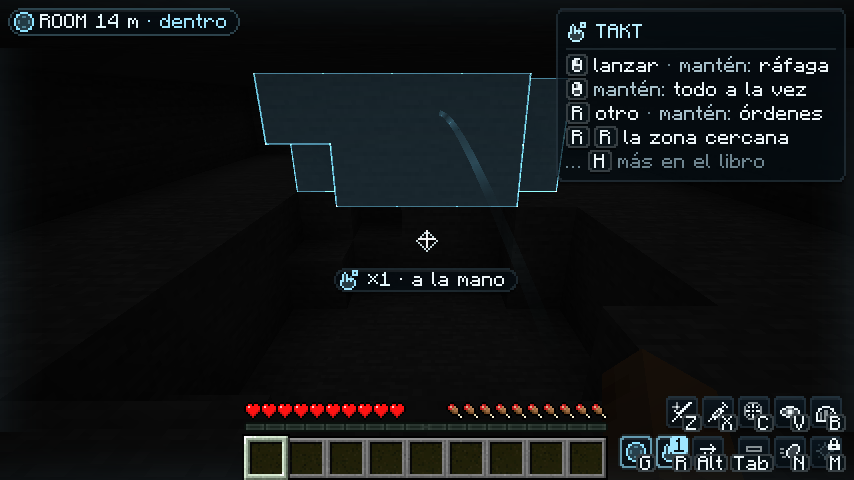 ROOM 14 m · dentro
TAKT
lanzar · mantén: ráfaga
mantén: todo a la vez
R otro · mantén: órdenes
R R la zona cercana
... H más en el libro
×1 · a la mano
Z X C V B
1
G R Alt Tab N M